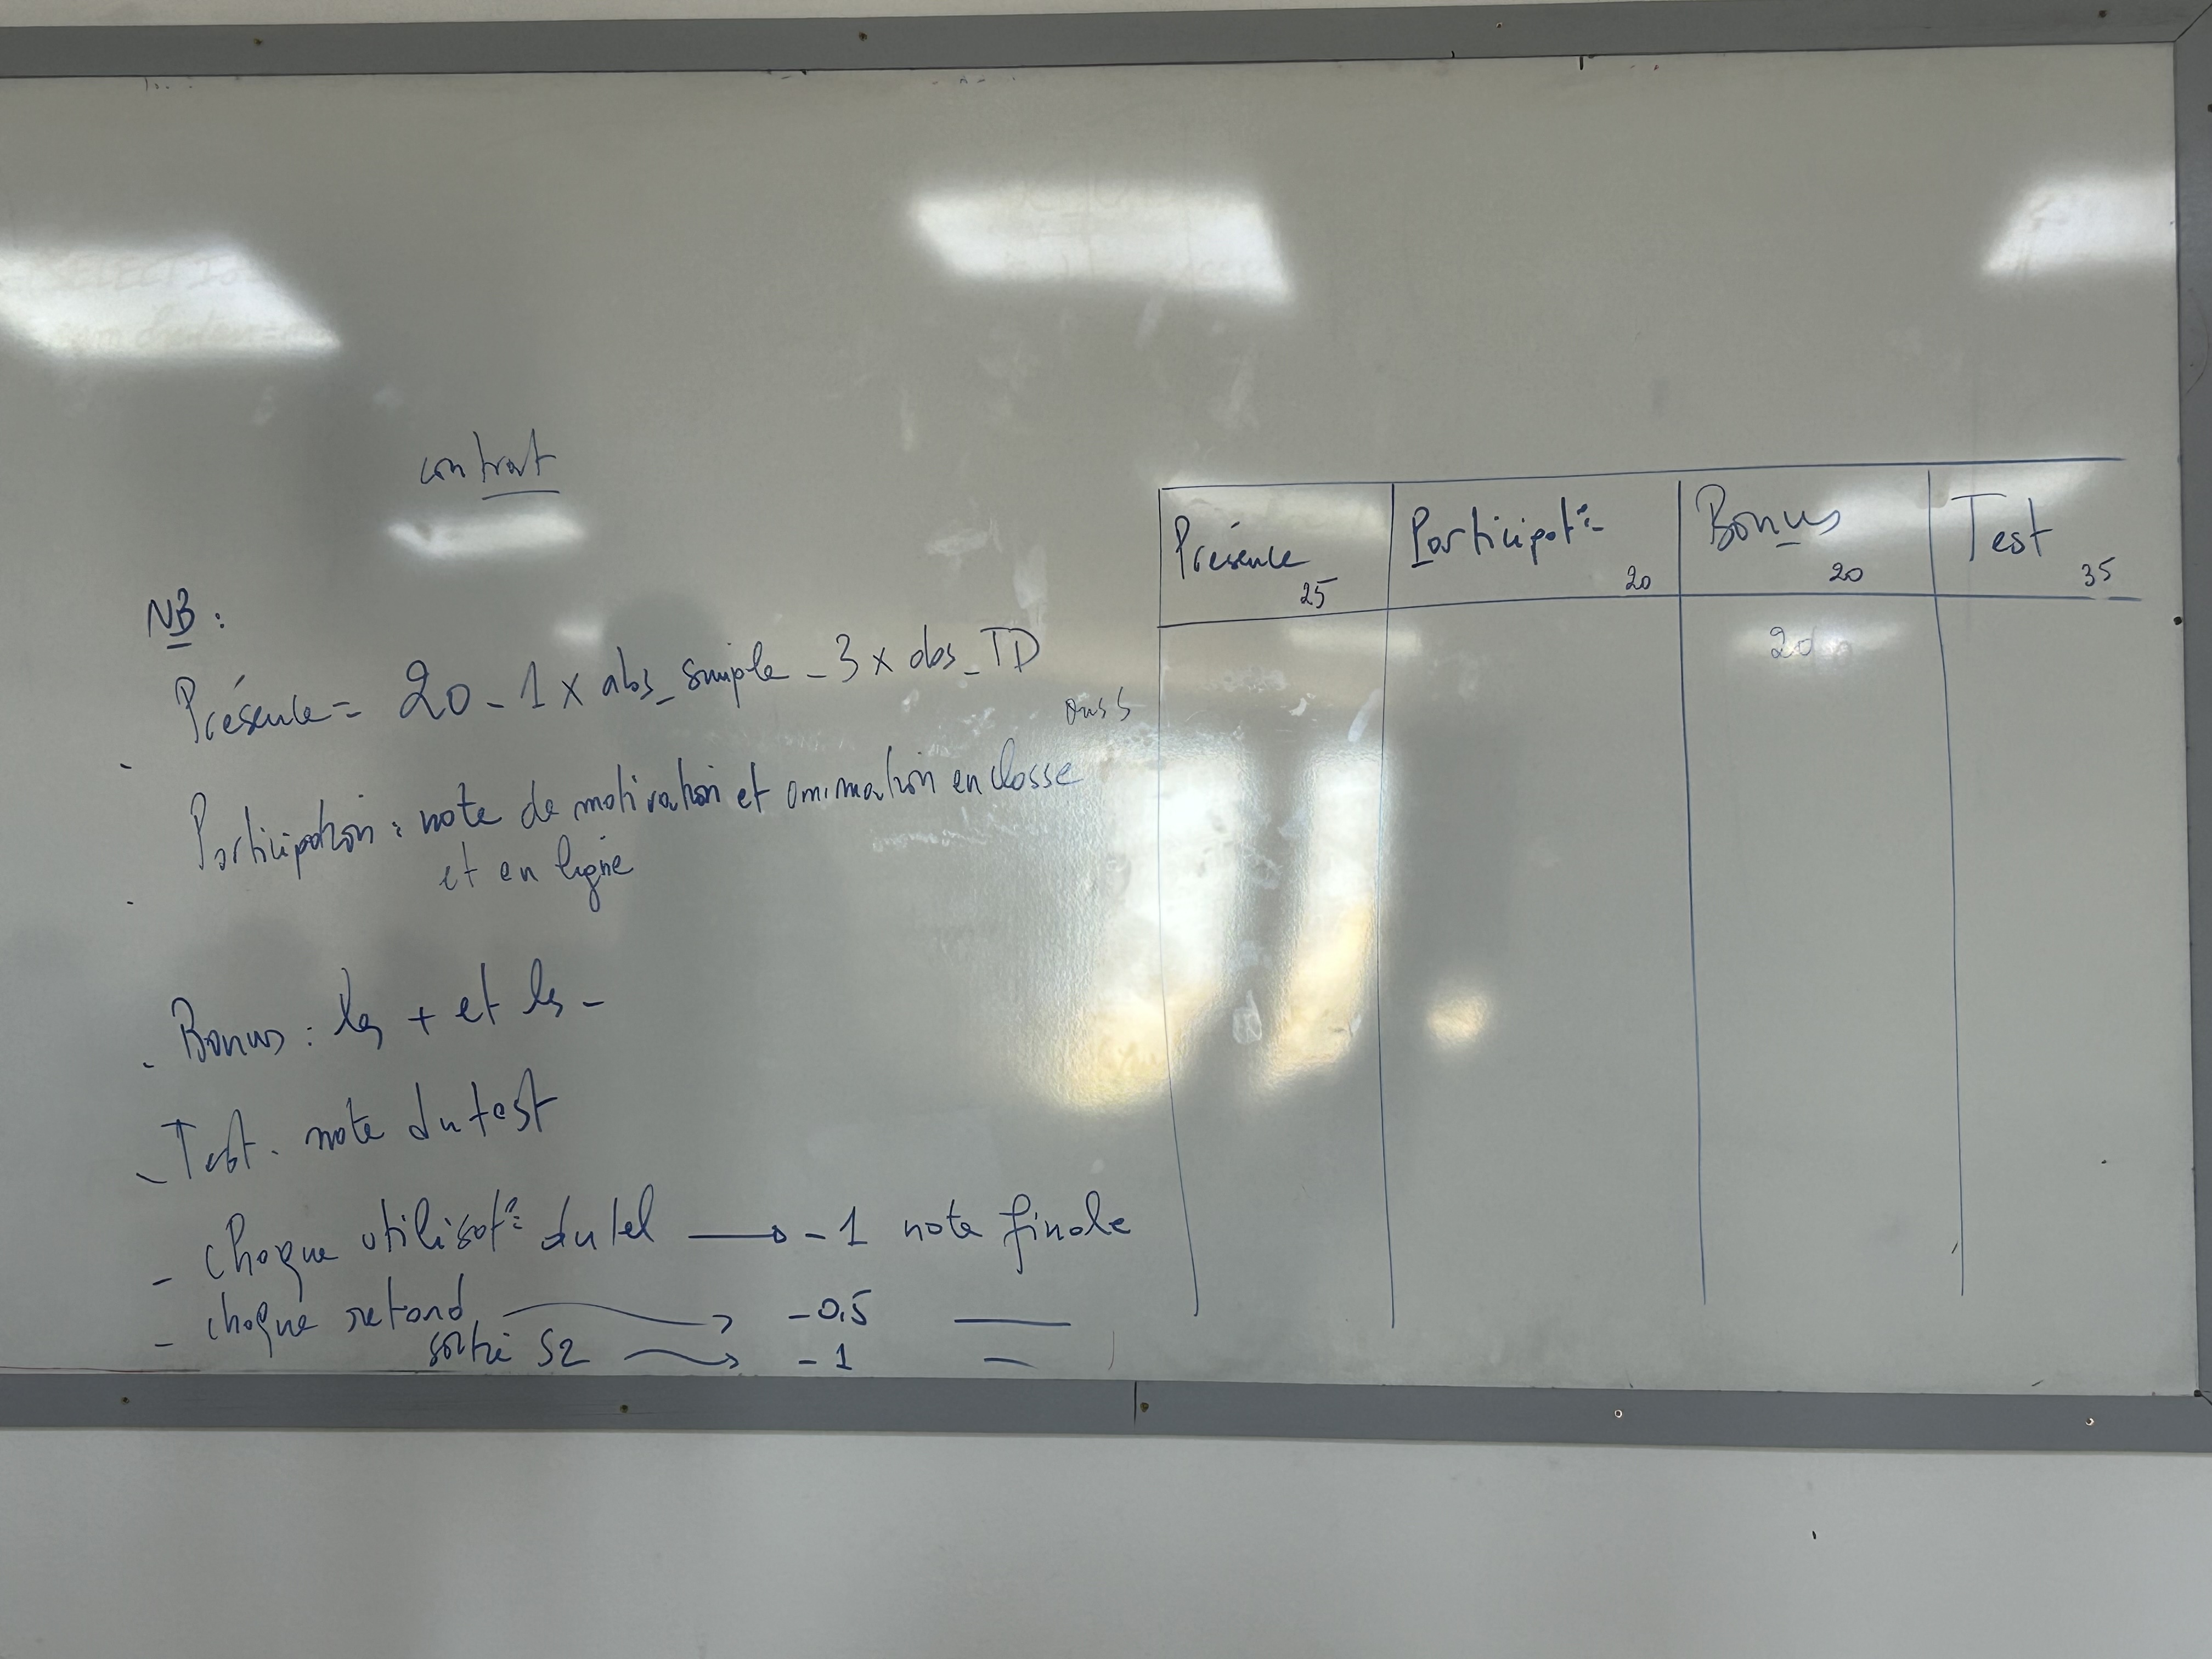 contrat
NB :
- Présence = 20 - 1 x abs_simple - 3 x abs_TD
- Participation : note de motivation et animation en classe
et en ligne
- Bonus : les + et les -
- Test . note du test
- chaque utilisat° du tel → - 1 note finale
- chaque retard → -0,5 —
sortie S2 → - 1 —
Présence 25 | Participat° 20 | Bonus 20 | Test 35
20